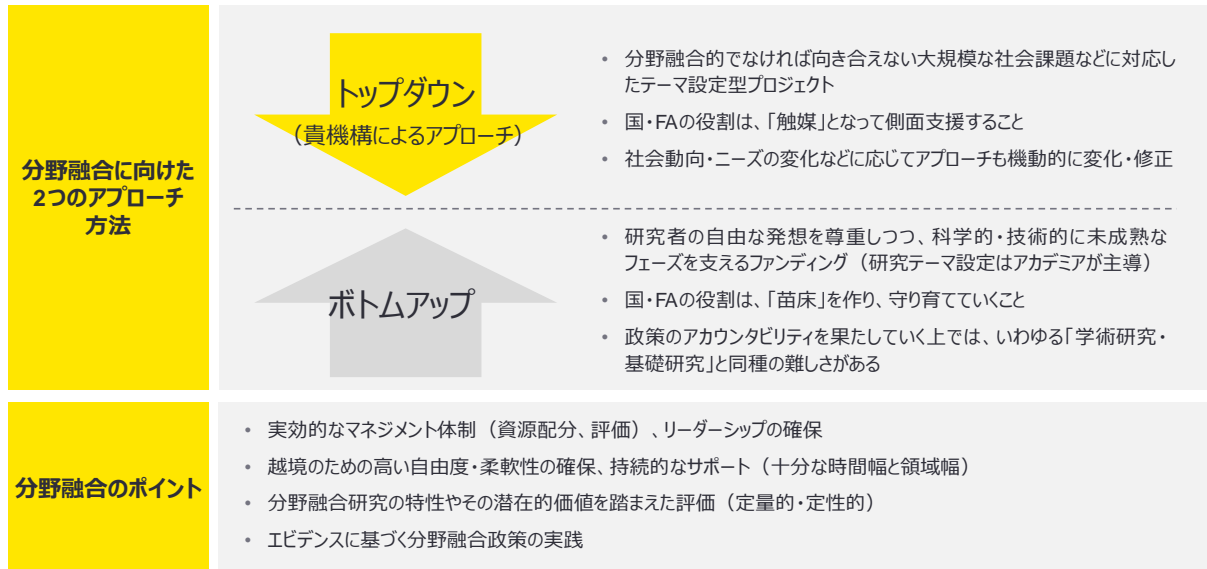 分野融合に向けた
2つのアプローチ
方法
トップダウン
（貴機構によるアプローチ）
• 分野融合的でなければ向き合えない大規模な社会課題などに対応し
たテーマ設定型プロジェクト
• 国・FAの役割は、「触媒」となって側面支援すること
• 社会動向・ニーズの変化などに応じてアプローチも機動的に変化・修正
ボトムアップ
• 研究者の自由な発想を尊重しつつ、科学的・技術的に未成熟な
フェーズを支えるファンディング（研究テーマ設定はアカデミアが主導）
• 国・FAの役割は、「苗床」を作り、守り育てていくこと
• 政策のアカウンタビリティを果たしていく上では、いわゆる「学術研究・
基礎研究」と同種の難しさがある
分野融合のポイント
• 実効的なマネジメント体制（資源配分、評価）、リーダーシップの確保
• 越境のための高い自由度・柔軟性の確保、持続的なサポート（十分な時間幅と領域幅）
• 分野融合研究の特性やその潜在的価値を踏まえた評価（定量的・定性的）
• エビデンスに基づく分野融合政策の実践